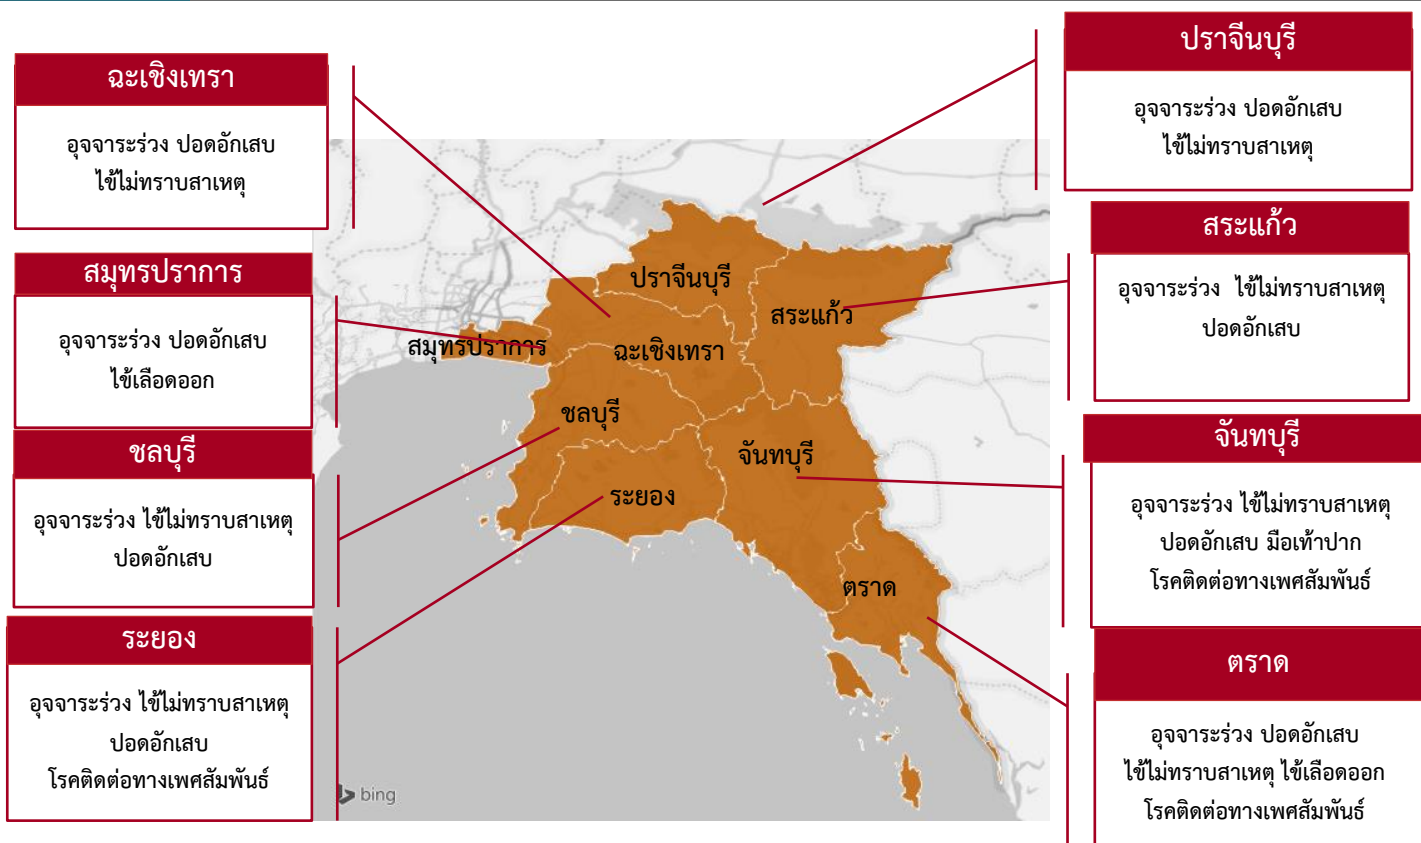 ฉะเชิงเทรา
อุจจาระร่วง ปอดอักเสบ
ไข้ไม่ทราบสาเหตุ
สมุทรปราการ
อุจจาระร่วง ปอดอักเสบ
ไข้เลือดออก
ชลบุรี
อุจจาระร่วง ไข้ไม่ทราบสาเหตุ
ปอดอักเสบ
ระยอง
อุจจาระร่วง ไข้ไม่ทราบสาเหตุ
ปอดอักเสบ
โรคติดต่อทางเพศสัมพันธ์
ปราจีนบุรี
สระแก้ว
สมุทรปราการ
ฉะเชิงเทรา
ชลบุรี
จันทบุรี
ระยอง
ตราด
bing
ปราจีนบุรี
อุจจาระร่วง ปอดอักเสบ
ไข้ไม่ทราบสาเหตุ
สระแก้ว
อุจจาระร่วง ไข้ไม่ทราบสาเหตุ
ปอดอักเสบ
จันทบุรี
อุจจาระร่วง ไข้ไม่ทราบสาเหตุ
ปอดอักเสบ มือเท้าปาก
โรคติดต่อทางเพศสัมพันธ์
ตราด
อุจจาระร่วง ปอดอักเสบ
ไข้ไม่ทราบสาเหตุ ไข้เลือดออก
โรคติดต่อทางเพศสัมพันธ์